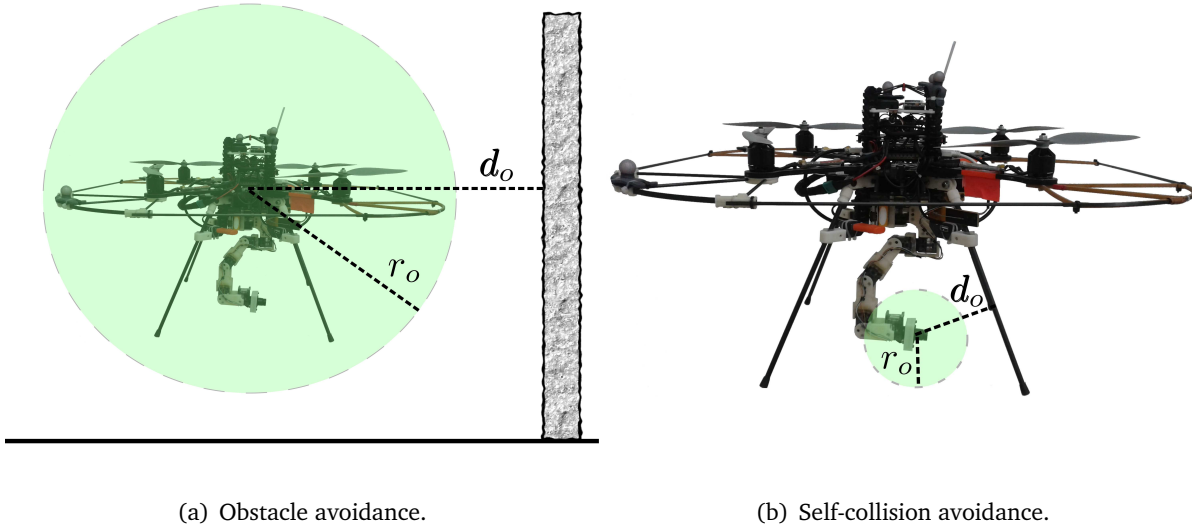 d_o
r_o
d_o
r_o
(a) Obstacle avoidance.
(b) Self-collision avoidance.